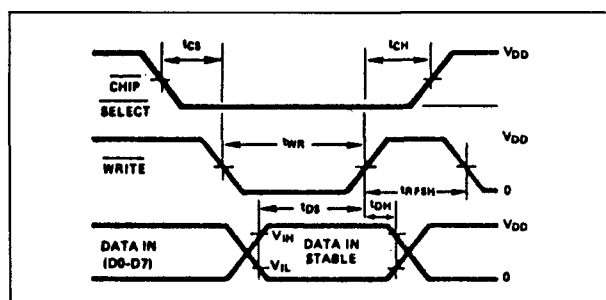 tCS
tCH
VDD
CHIP
SELECT
tWR
VDD
WRITE
tRFSH
0
tDS
tDH
VDD
DATA IN
(D0-D7)
VIH
DATA IN
STABLE
VIL
0